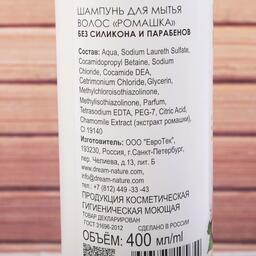 ШАМПУНЬ ДЛЯ МЫТЬЯ
ВОЛОС «РОМАШКА»
БЕЗ СИЛИКОНА И ПАРАБЕНОВ
Состав: Aqua, Sodium Laureth Sulfate,
Cocamidopropyl Betaine, Sodium
Chloride, Cocamide DEA,
Cetrimonium Chloride, Glycerin,
Methylchloroisothiazolinone,
Methylisothiazolinone, Parfum,
Tetrasodium EDTA, PEG-7, Citric Acid,
Chamomile Extract (экстракт ромашки),
CI 19140
Изготовитель: ООО "ЕвроТек",
193230, Россия, г.Санкт-Петербург,
пер. Челиева, д.13, лит. Б
www.dream-nature.com
e-mail: info@dream-nature.com
тел.: +7 (812) 449-33-43
ПРОДУКЦИЯ КОСМЕТИЧЕСКАЯ
ГИГИЕНИЧЕСКАЯ МОЮЩАЯ
ТОВАР ДЕКЛАРИРОВАН
ГОСТ 31696-2012 СДЕЛАНО В РОССИИ
ОБЪЁМ: 400 мл/ml